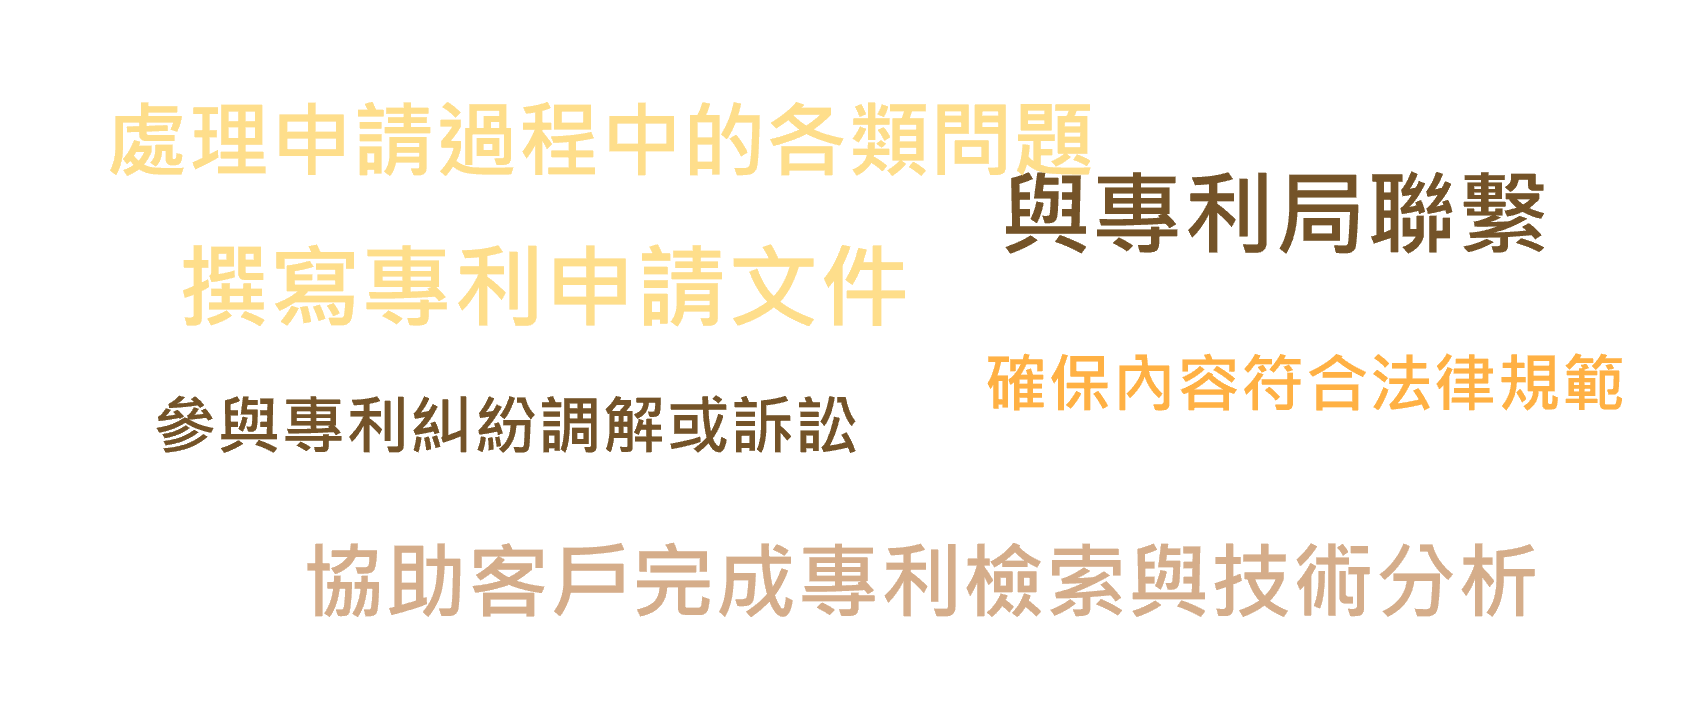 處理申請過程中的各類問題
與專利局聯繫
撰寫專利申請文件
確保內容符合法律規範
參與專利糾紛調解或訴訟
協助客戶完成專利檢索與技術分析